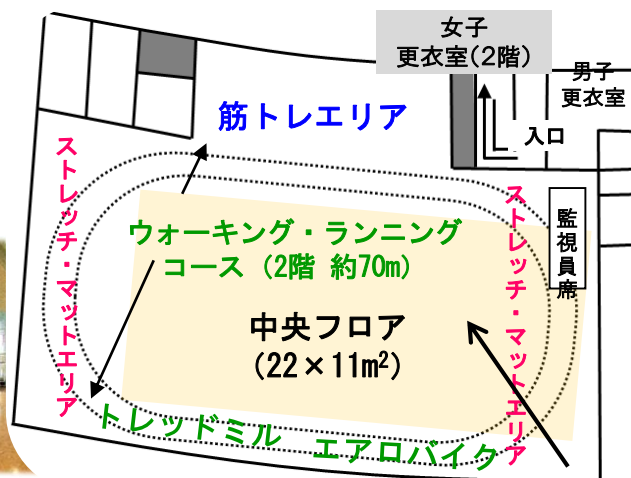 女子
更衣室(2階)
男子
更衣室
筋トレエリア
入口
ストレッチ・マットエリア
ストレッチ・マットエリア
監視員席
ウォーキング・ランニング
コース (2階 約70m)
中央フロア
(22×11m²)
トレッドミル エアロバイク